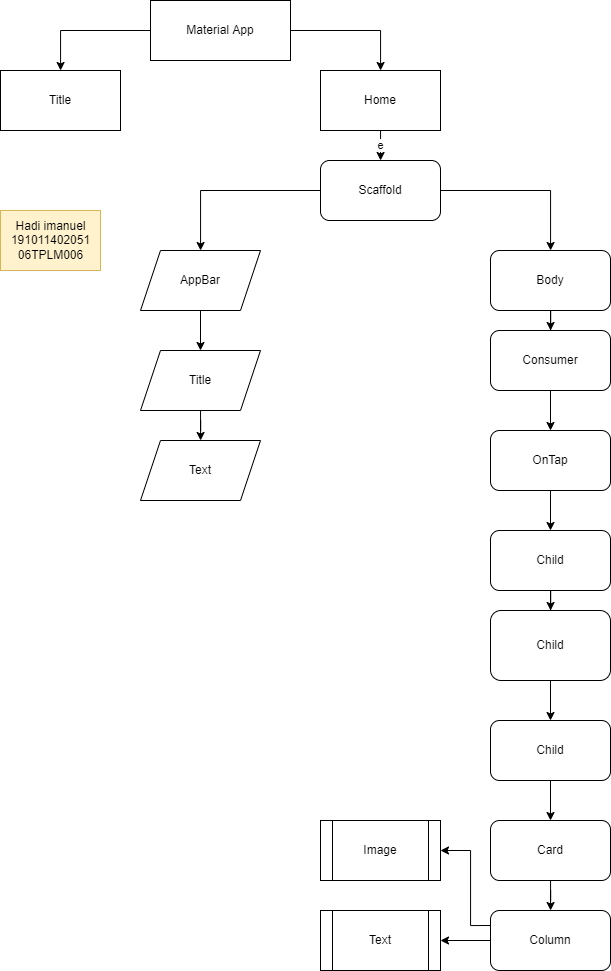 Material App
Title
Home
e
Scaffold
Hadi imanuel
191011402051
06TPLM006
AppBar
Body
Consumer
Title
OnTap
Text
Child
Child
Child
Image
Card
Text
Column